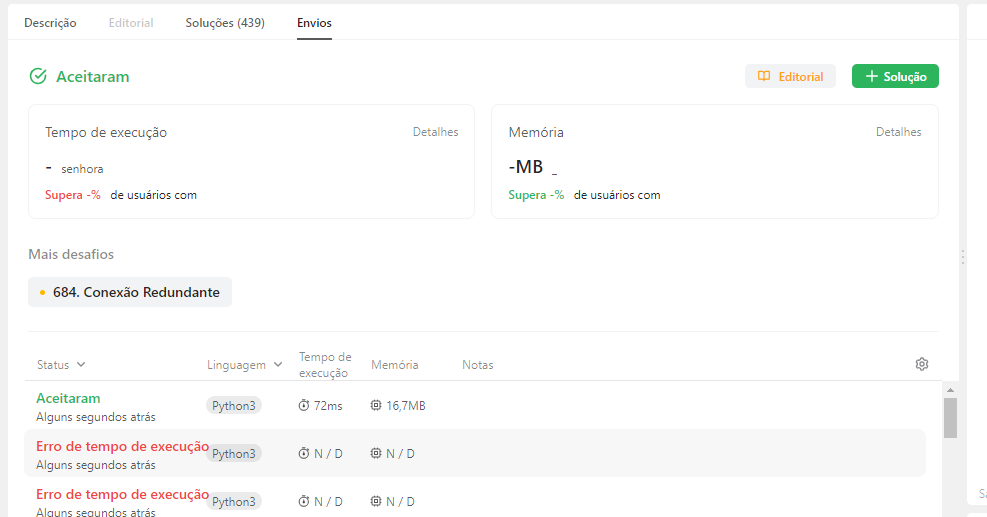 Descrição Editorial Soluções (439) Envios
Aceitaram Editorial Solução
Tempo de execução Detalhes
- senhora
Supera -% de usuários com
Memória Detalhes
-MB _
Supera -% de usuários com
Mais desafios
684. Conexão Redundante
Status Linguagem Tempo de execução Memória Notas
Aceitaram Python3 72ms 16,7MB
Alguns segundos atrás
Erro de tempo de execução Python3 N / D N / D
Alguns segundos atrás
Erro de tempo de execução Python3 N / D N / D
Alguns segundos atrás